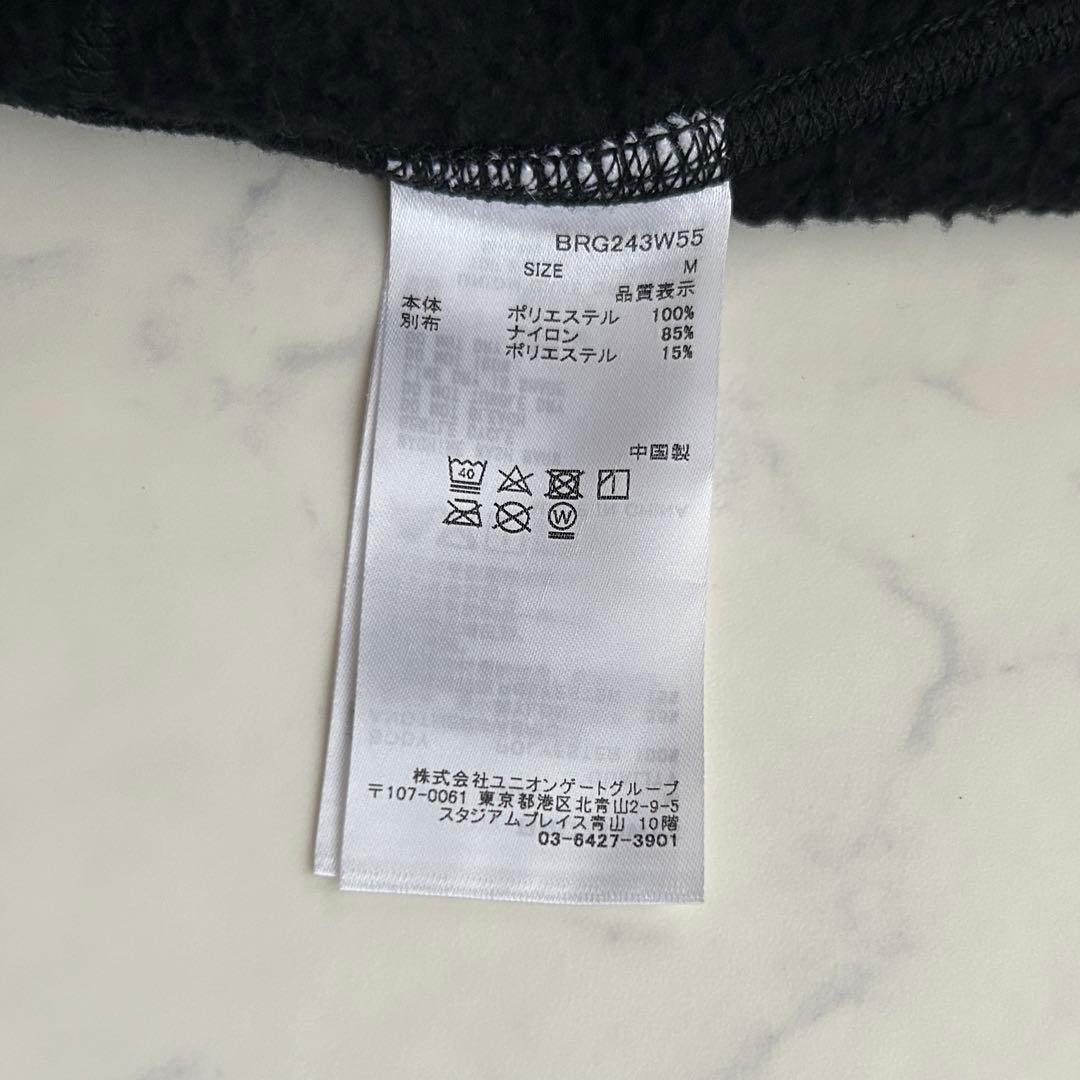 BRG243W55
SIZE M
品質表示
本体 ポリエステル 100%
別布 ナイロン 85%
ポリエステル 15%
中国製
40
W
株式会社ユニオンゲートグループ
〒107-0061 東京都港区北青山2-9-5
スタジアムプレイス青山 10階
03-6427-3901